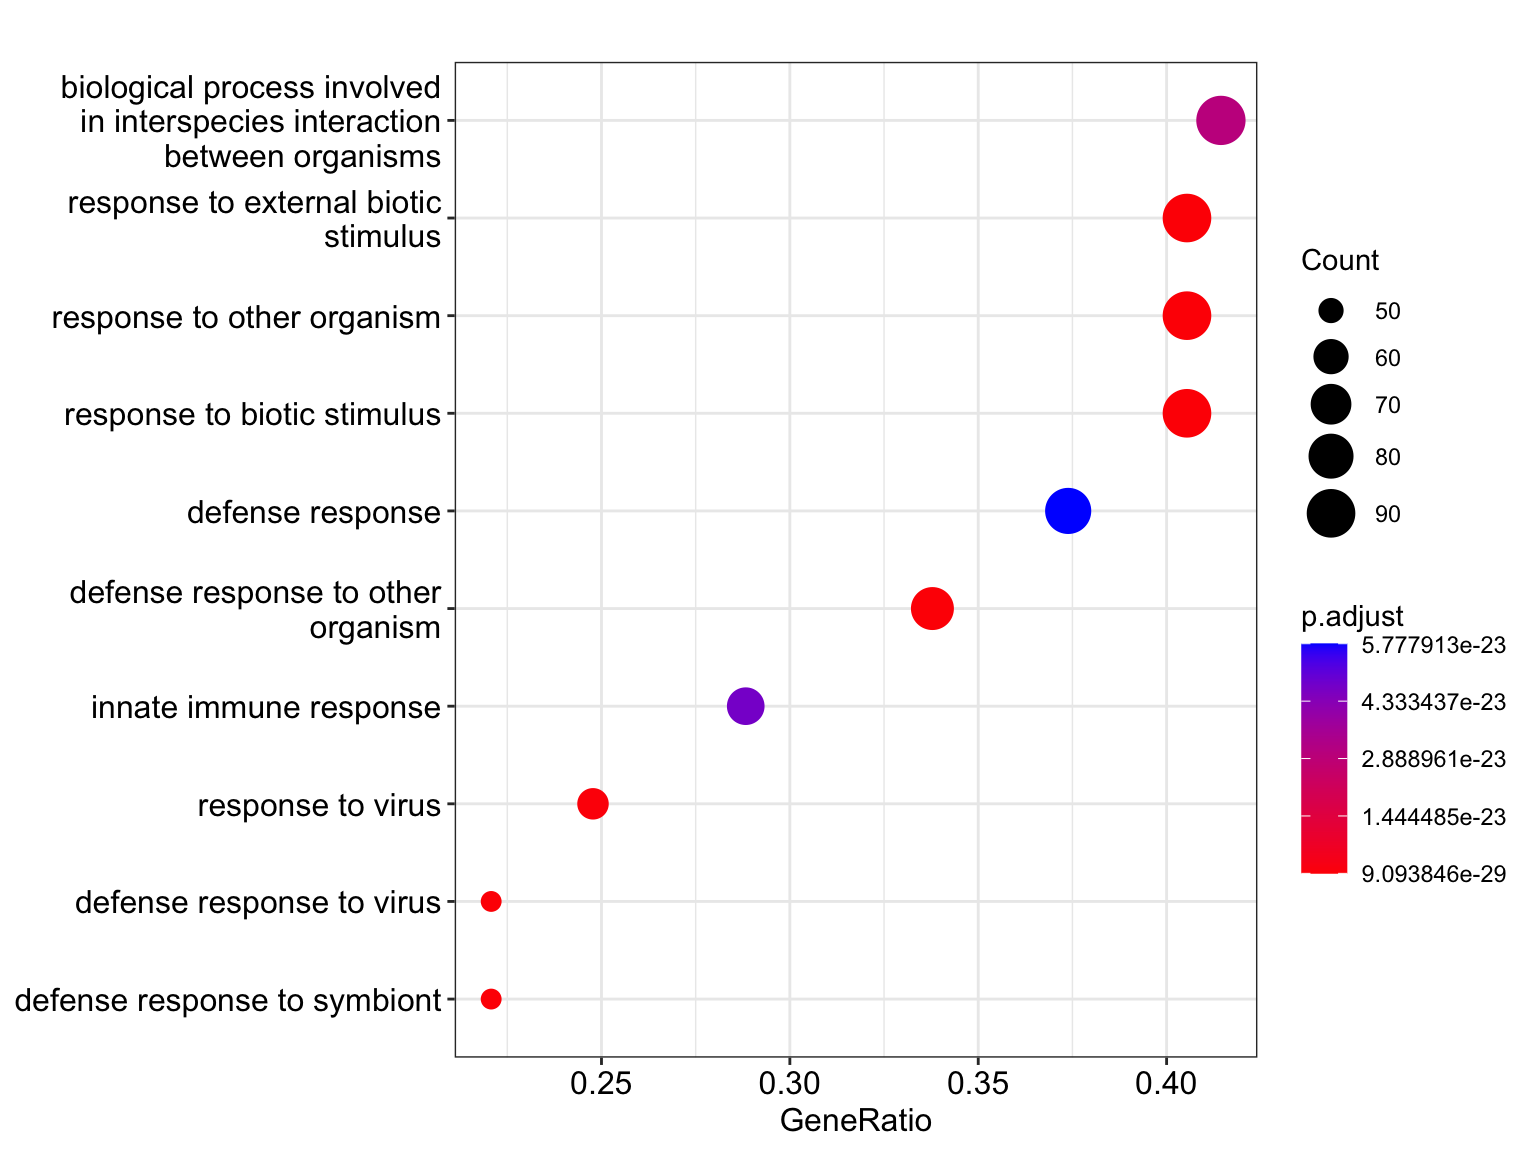 biological process involved
in interspecies interaction
between organisms
response to external biotic
stimulus
response to other organism
response to biotic stimulus
defense response
defense response to other
organism
innate immune response
response to virus
defense response to virus
defense response to symbiont
0.25 0.30 0.35 0.40
GeneRatio
Count
50
60
70
80
90
p.adjust
5.777913e-23
4.333437e-23
2.888961e-23
1.444485e-23
9.093846e-29